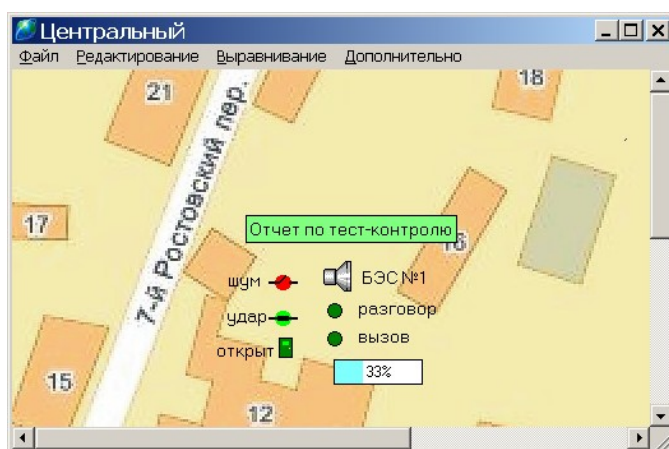 Центральный
Файл Редактирование Выравнивание Дополнительно
21
18
7-й Ростовский пер.
17
Отчет по тест-контролю
16
шум БЭС №1
удар разговор
открыт вызов
33%
15
12